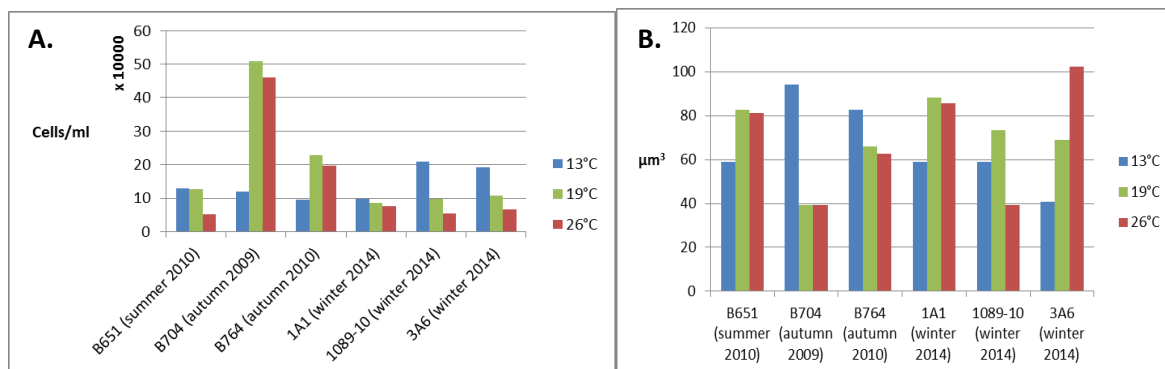 A.
x 10000
Cells/ml
60
50
40
30
20
10
0
B651 (summer 2010)
B704 (autumn 2009)
B764 (autumn 2010)
1A1 (winter 2014)
1089-10 (winter 2014)
3A6 (winter 2014)
13°C
19°C
26°C
B.
µm³
120
100
80
60
40
20
0
B651
(summer
2010)
B704
(autumn
2009)
B764
(autumn
2010)
1A1
(winter
2014)
1089-10
(winter
2014)
3A6
(winter
2014)
13°C
19°C
26°C